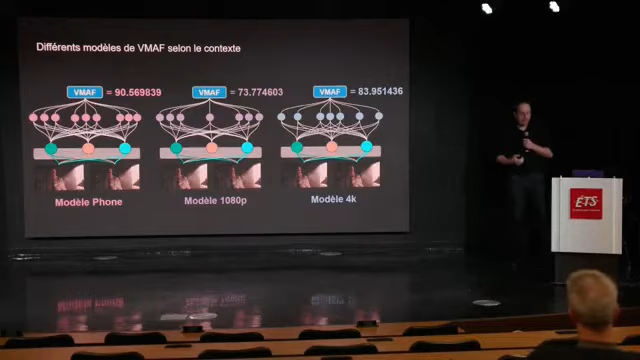 Différents modèles de VMAF selon le contexte
VMAF = 90.569839
VMAF = 73.774603
VMAF = 83.951436
Modèle Phone
Modèle 1080p
Modèle 4k
ÉTS